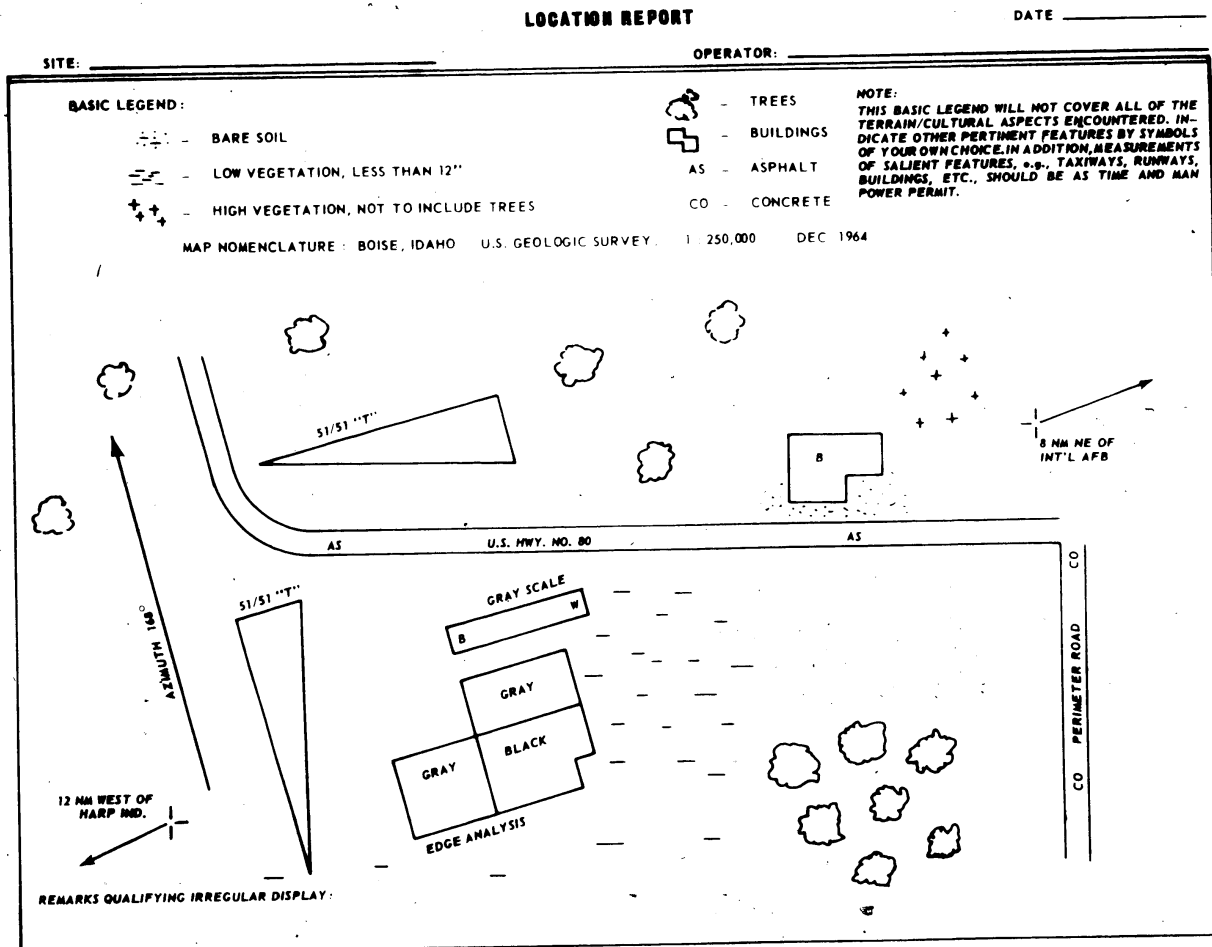 LOCATION REPORT
DATE
SITE:
OPERATOR:
BASIC LEGEND:
- BARE SOIL
- LOW VEGETATION, LESS THAN 12"
- HIGH VEGETATION, NOT TO INCLUDE TREES
- TREES
- BUILDINGS
AS - ASPHALT
CO - CONCRETE
NOTE:
THIS BASIC LEGEND WILL NOT COVER ALL OF THE
TERRAIN/CULTURAL ASPECTS ENCOUNTERED. IN-
DICATE OTHER PERTINENT FEATURES BY SYMBOLS
OF YOUR OWN CHOICE. IN ADDITION, MEASUREMENTS
OF SALIENT FEATURES, e.g., TAXIWAYS, RUNWAYS,
BUILDINGS, ETC., SHOULD BE AS TIME AND MAN
POWER PERMIT.
MAP NOMENCLATURE : BOISE, IDAHO U.S. GEOLOGIC SURVEY. 1 250,000 DEC 1964
51/51 "T"
B
8 NM NE OF
INT'L AFB
AS
U.S. HWY. NO. 80
AS
CO
PERIMETER ROAD
CO
AZIMUTH 168°
51/51 "T"
GRAY SCALE
B
W
GRAY
BLACK
GRAY
EDGE ANALYSIS
12 NM WEST OF
HARP IND.
REMARKS QUALIFYING IRREGULAR DISPLAY: